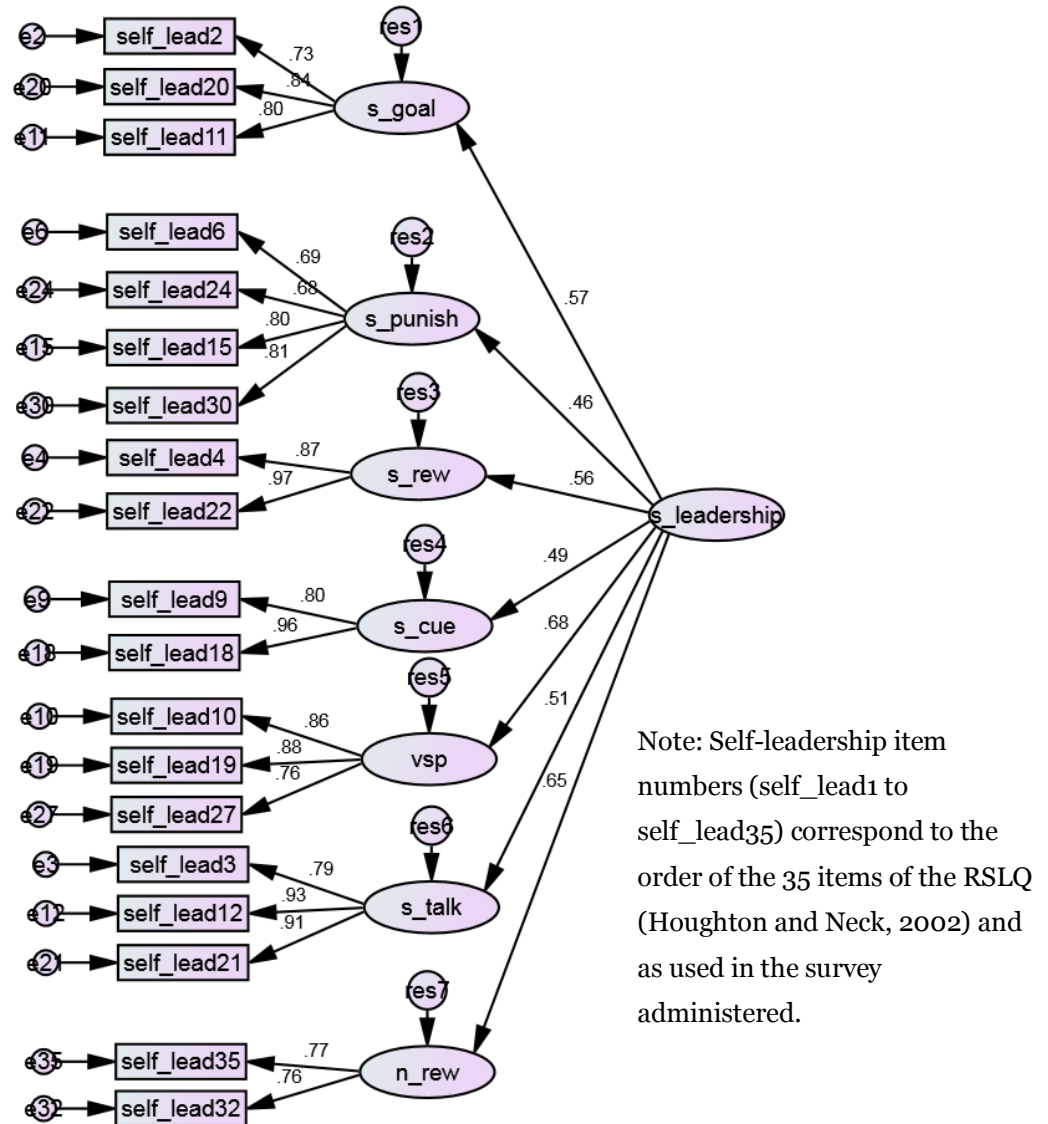 res1
e2
self_lead2
.73
e20
self_lead20
.84
s_goal
e11
self_lead11
.80
e6
self_lead6
res2
.69
e24
self_lead24
.68
s_punish
e15
self_lead15
.80
e30
self_lead30
.81
.57
.46
res3
e4
self_lead4
.87
s_rew
e22
self_lead22
.97
.56
s_leadership
res4
.49
e9
self_lead9
.80
s_cue
e18
self_lead18
.96
.68
res5
e10
self_lead10
.86
e19
self_lead19
.88
vsp
e27
self_lead27
.76
.51
res6
e3
self_lead3
.79
e12
self_lead12
.93
s_talk
e21
self_lead21
.91
.65
res7
e35
self_lead35
.77
n_rew
e32
self_lead32
.76
Note: Self-leadership item
numbers (self_lead1 to
self_lead35) correspond to the
order of the 35 items of the RSLQ
(Houghton and Neck, 2002) and
as used in the survey
administered.